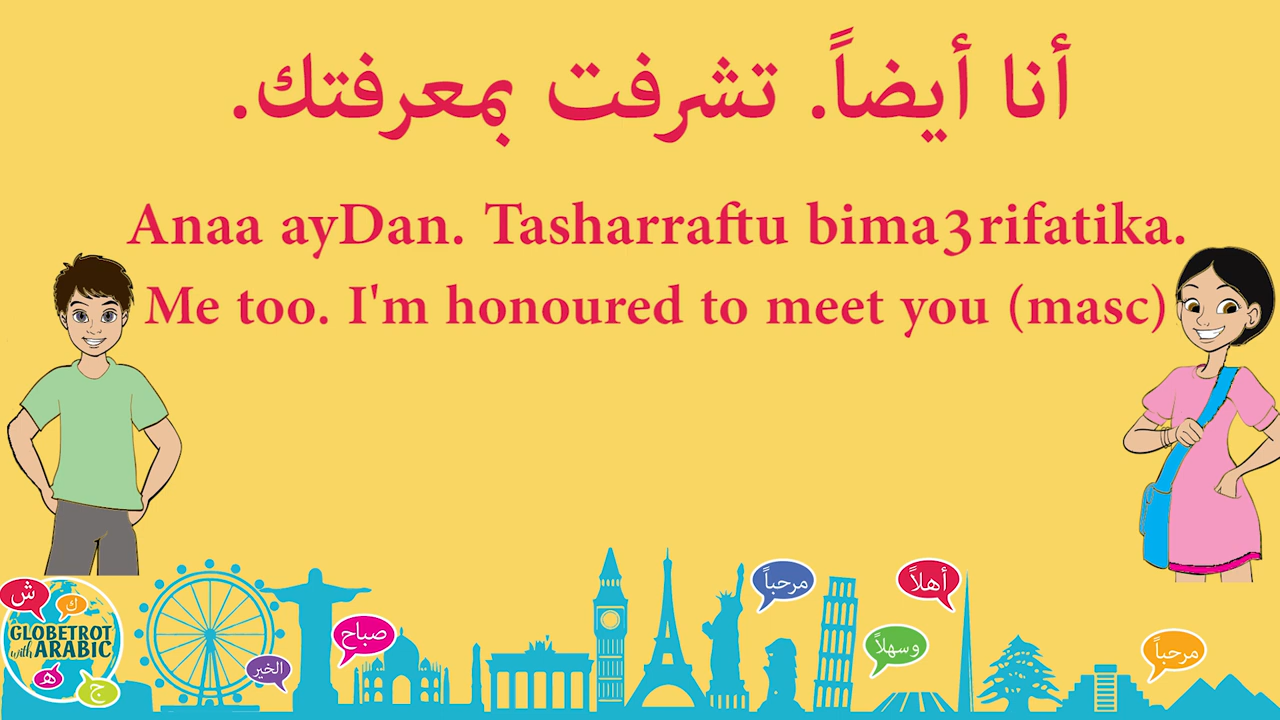 أنا أيضاً. تشرفت بمعرفتك.
Anaa ayDan. Tasharraftu bima3rifatika.
Me too. I'm honoured to meet you (masc)
ش
ك
GLOBETROT
with ARABIC
ه
ج
صباح
الخير
مرحباً
أهلاً
وسهلاً
مرحباً